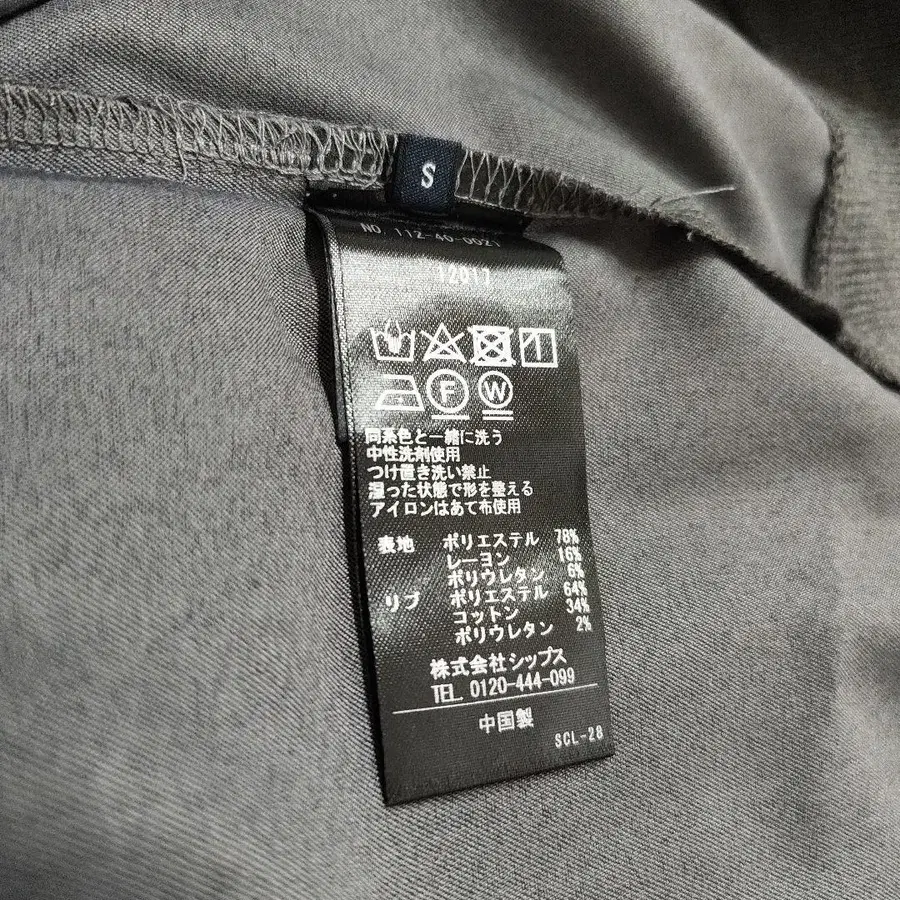 S
NO. 112-40-0021
12011
F W
同系色と一緒に洗う
中性洗剤使用
つけ置き洗い禁止
湿った状態で形を整える
アイロンはあて布使用
表地 ポリエステル 78%
レーヨン 16%
ポリウレタン 6%
リブ ポリエステル 64%
コットン 34%
ポリウレタン 2%
株式会社シップス
TEL 0120-444-099
中国製
SCL-28